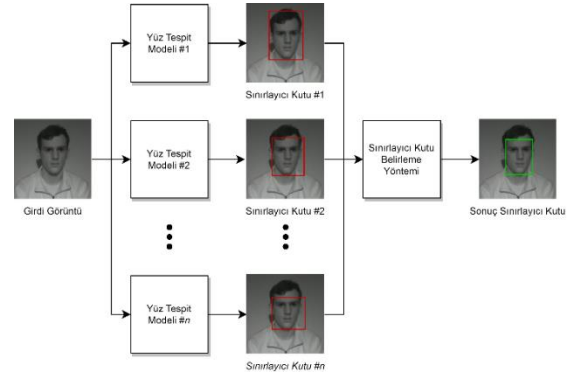 Yüz Tespit
Modeli #1
Sınırlayıcı Kutu #1
Girdi Görüntü
Yüz Tespit
Modeli #2
Sınırlayıcı Kutu #2
Sınırlayıcı Kutu
Belirleme
Yöntemi
Sonuç Sınırlayıcı Kutu
Yüz Tespit
Modeli #n
Sınırlayıcı Kutu #n